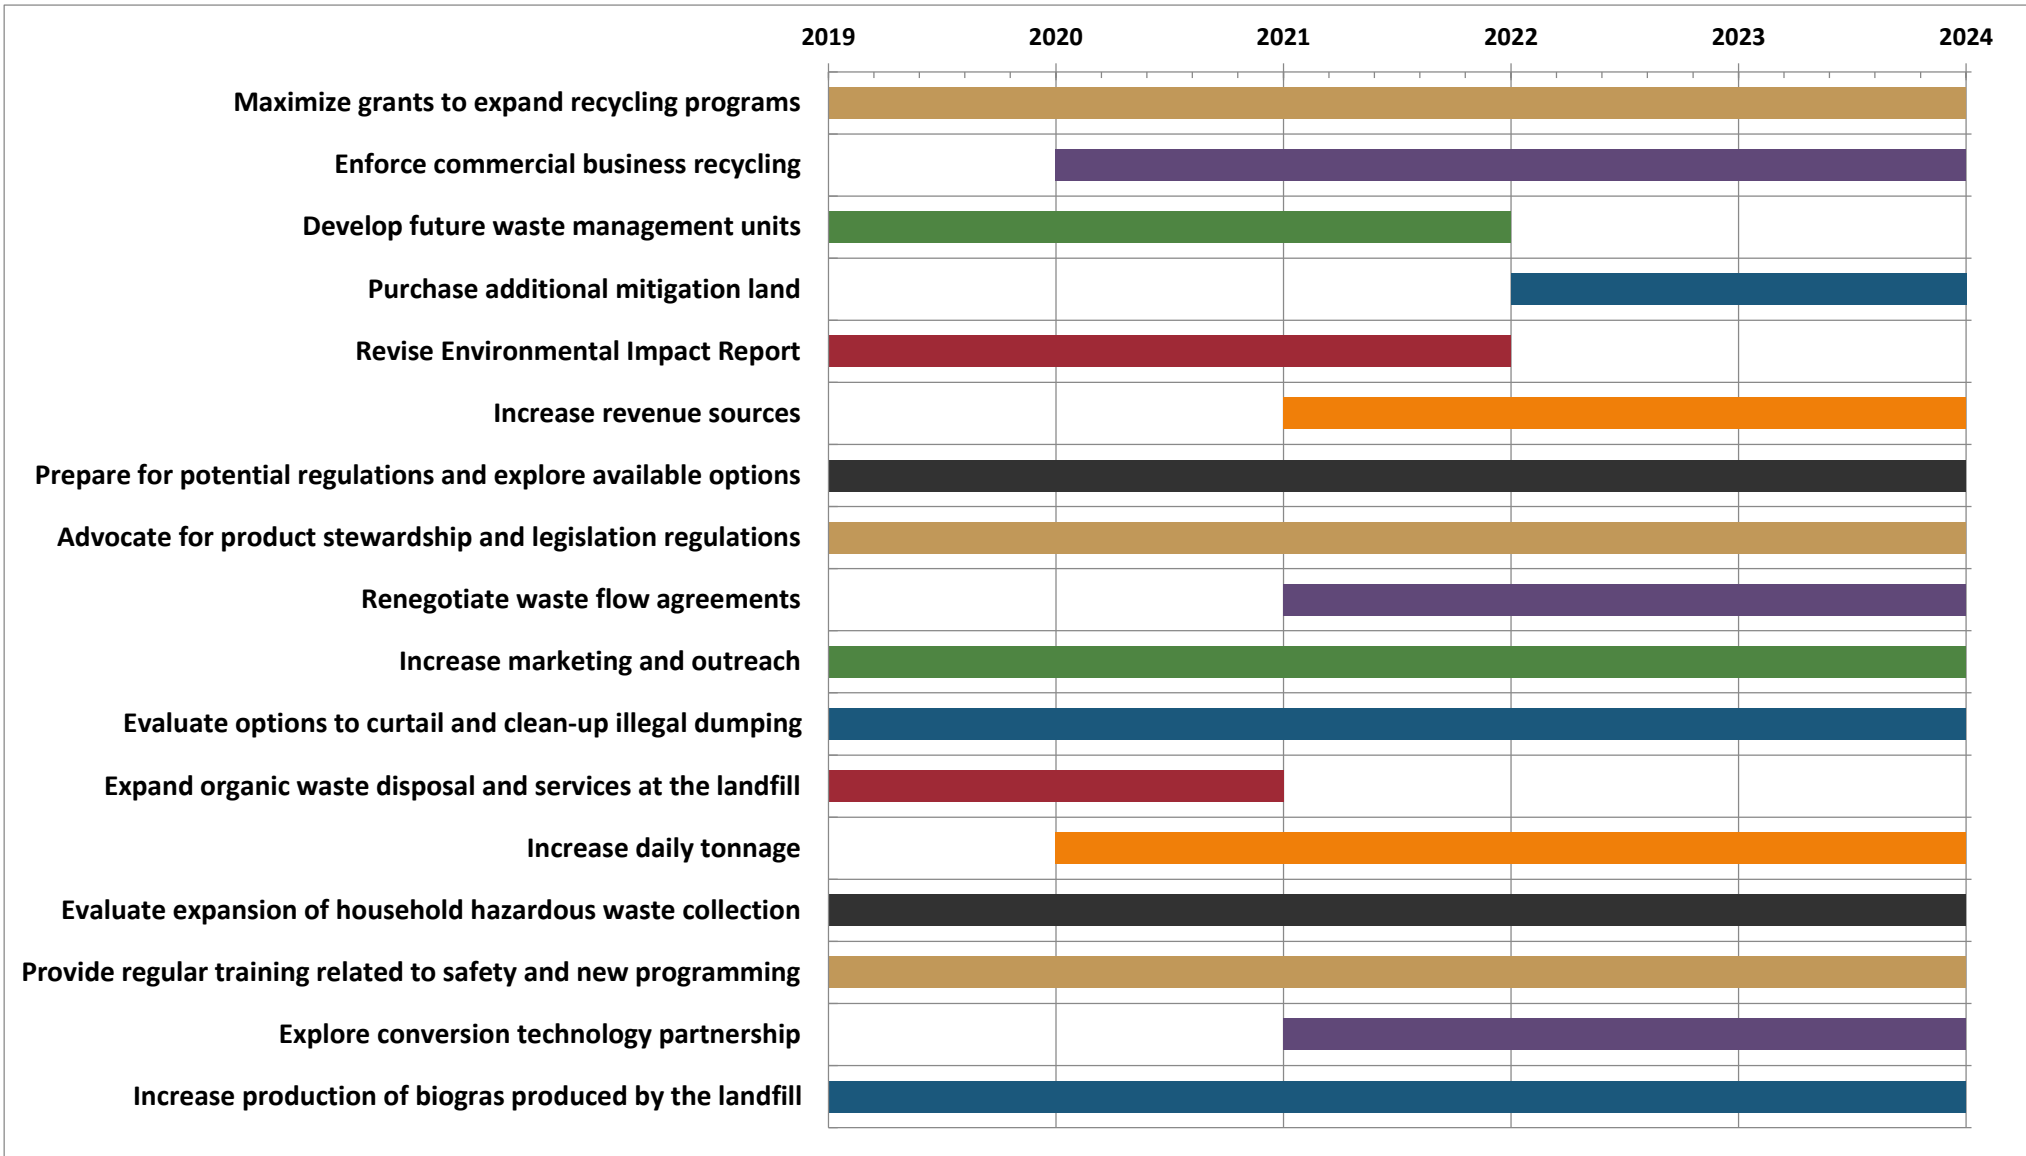 2019 2020 2021 2022 2023 2024
Maximize grants to expand recycling programs
Enforce commercial business recycling
Develop future waste management units
Purchase additional mitigation land
Revise Environmental Impact Report
Increase revenue sources
Prepare for potential regulations and explore available options
Advocate for product stewardship and legislation regulations
Renegotiate waste flow agreements
Increase marketing and outreach
Evaluate options to curtail and clean-up illegal dumping
Expand organic waste disposal and services at the landfill
Increase daily tonnage
Evaluate expansion of household hazardous waste collection
Provide regular training related to safety and new programming
Explore conversion technology partnership
Increase production of biogras produced by the landfill